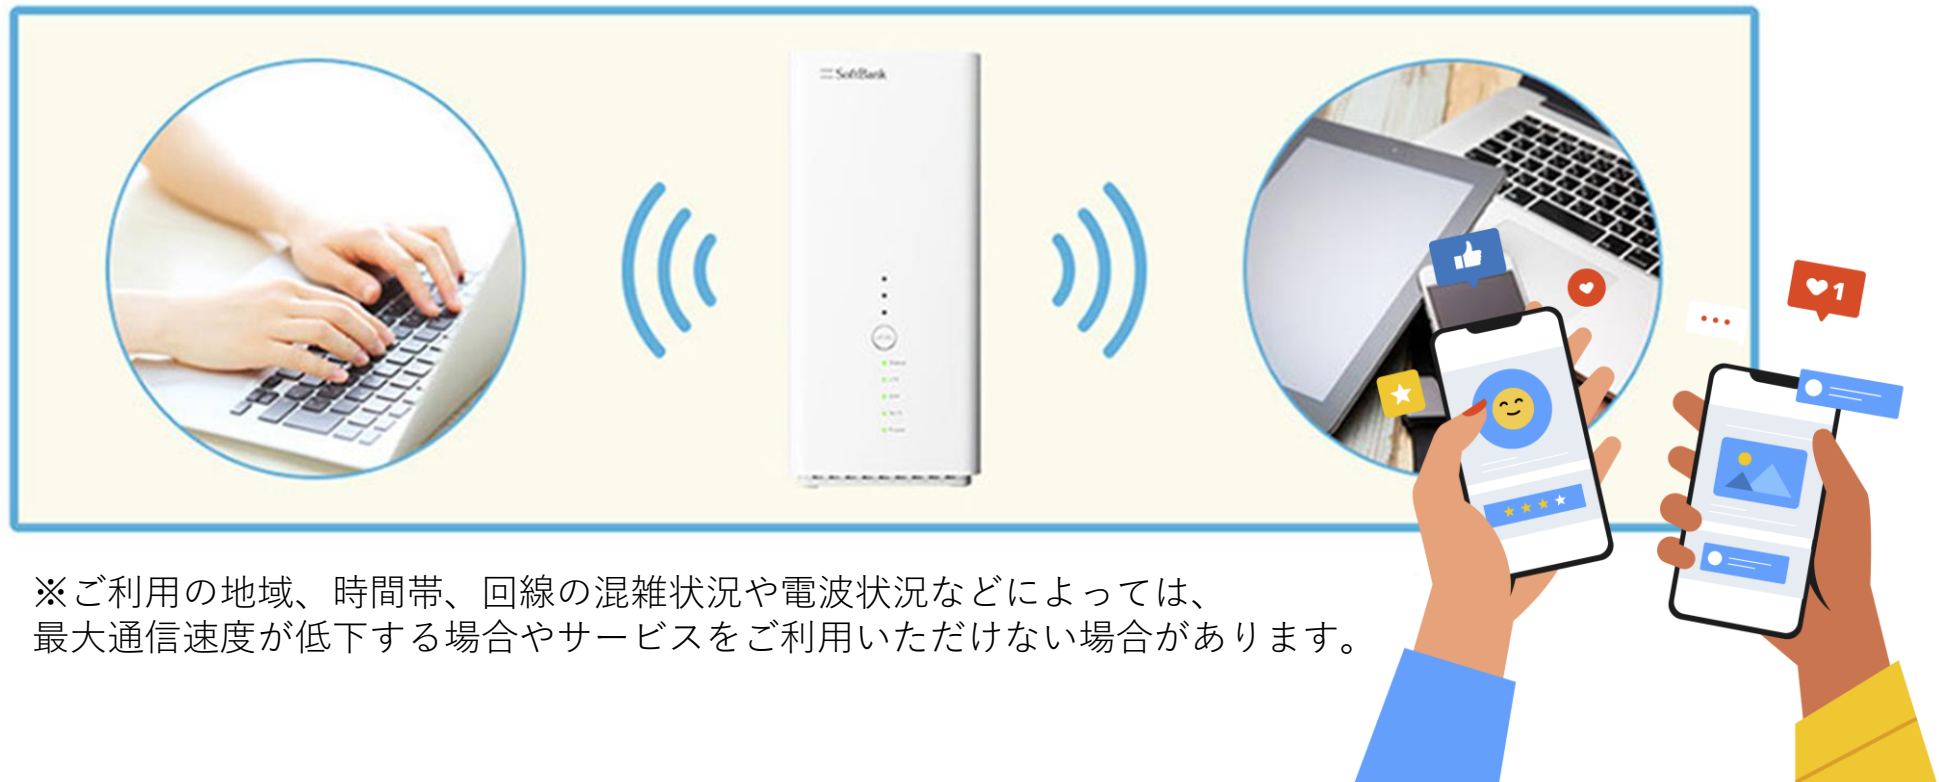 SoftBank
1
※ご利用の地域、時間帯、回線の混雑状況や電波状況などによっては、
最大通信速度が低下する場合やサービスをご利用いただけない場合があります。